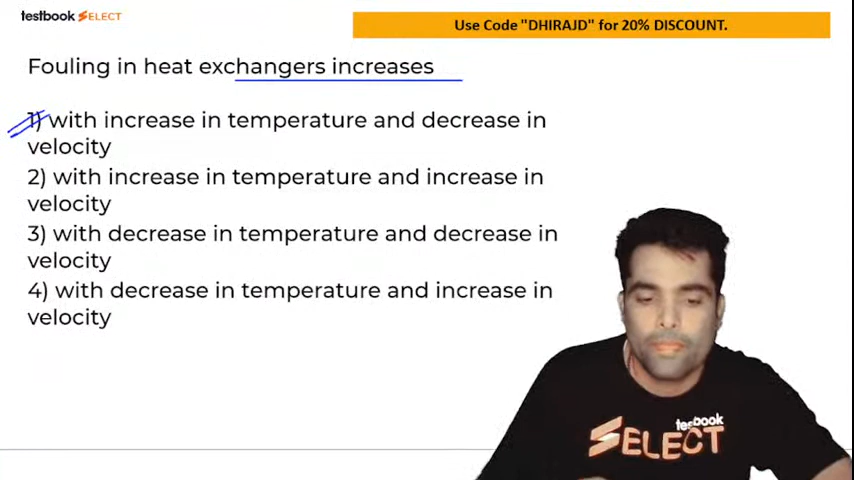 testbook SELECT
Use Code "DHIRAJD" for 20% DISCOUNT.
Fouling in heat exchangers increases
1) with increase in temperature and decrease in
velocity
2) with increase in temperature and increase in
velocity
3) with decrease in temperature and decrease in
velocity
4) with decrease in temperature and increase in
velocity
testbook
SELECT